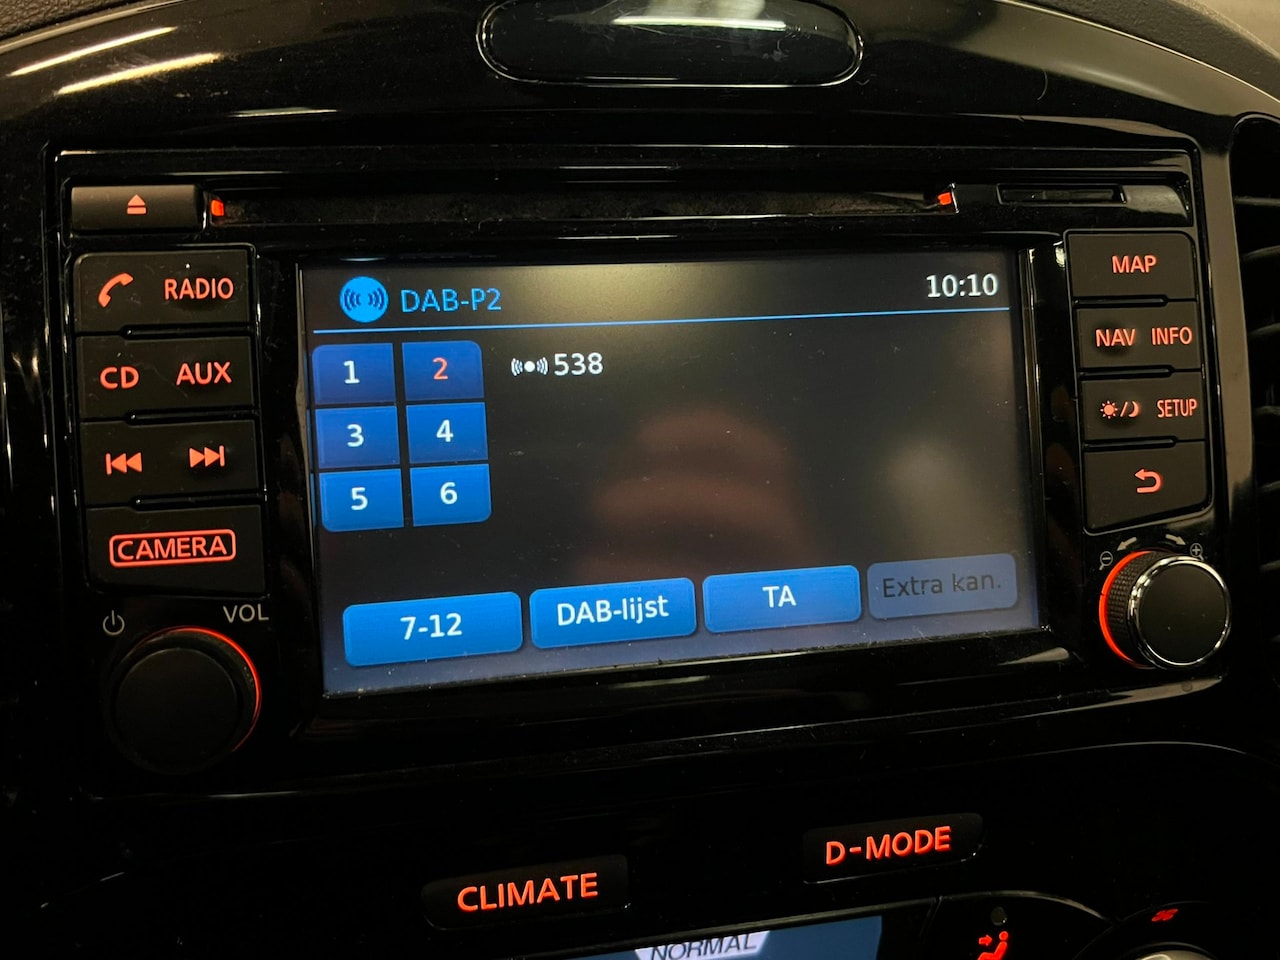 RADIO
CD AUX
CAMERA
VOL
DAB-P2 10:10
1 2 538
3 4
5 6
7-12 DAB-lijst TA Extra kan.
MAP
NAV INFO
SETUP
CLIMATE
D-MODE
NORMAL